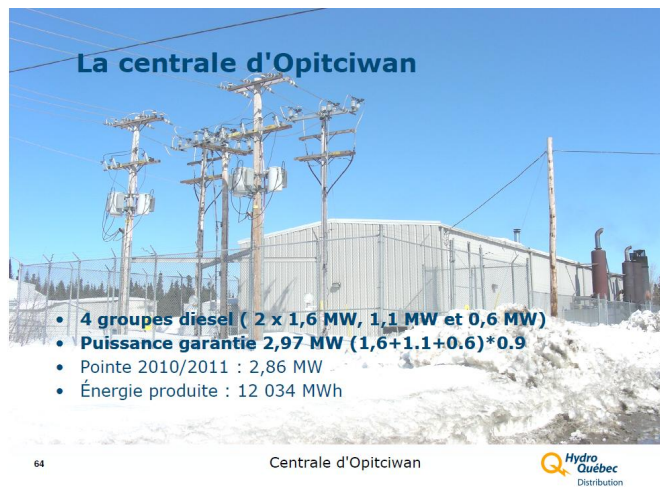 La centrale d'Opitciwan
• 4 groupes diesel ( 2 x 1,6 MW, 1,1 MW et 0,6 MW)
• Puissance garantie 2,97 MW (1,6+1.1+0.6)*0.9
• Pointe 2010/2011 : 2,86 MW
• Énergie produite : 12 034 MWh
64
Centrale d'Opitciwan
Hydro
Québec
Distribution